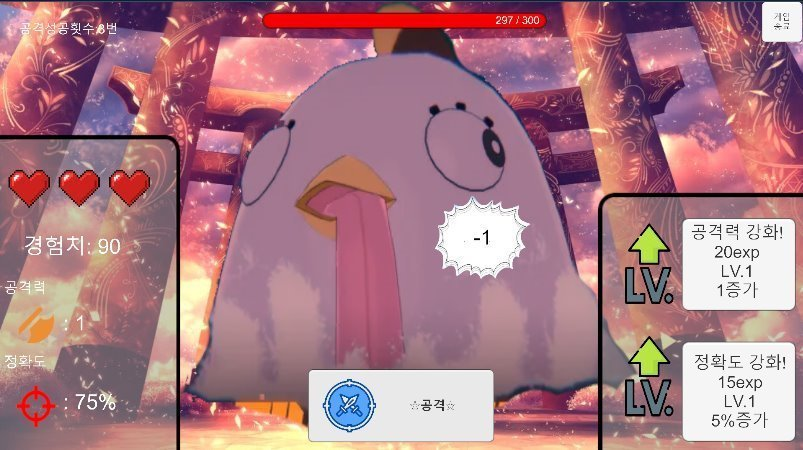 공격성공횟수 3번
297 / 300
게임
종료
-1
경험치: 90
공격력
: 1
정확도
: 75%
LV.
공격력 강화!
20exp
LV.1
1증가
LV.
정확도 강화!
15exp
LV.1
5%증가
☆공격☆